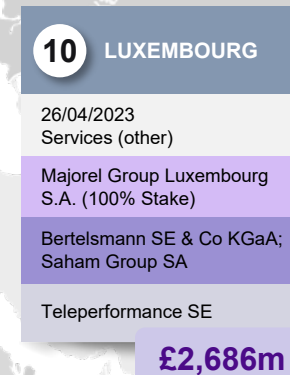 10 LUXEMBOURG
26/04/2023
Services (other)
Majorel Group Luxembourg
S.A. (100% Stake)
Bertelsmann SE & Co KGaA;
Saham Group SA
Teleperformance SE
£2,686m